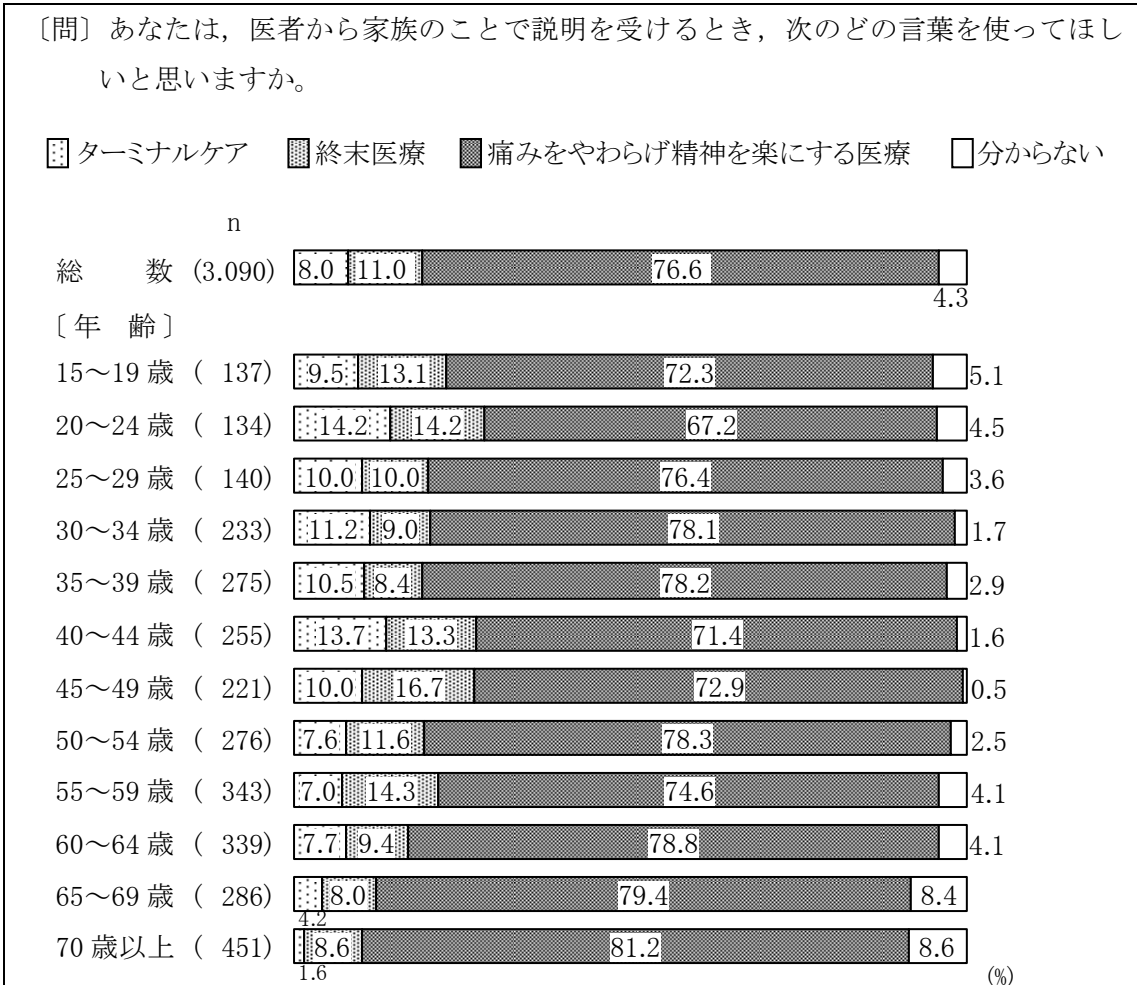 〔問〕あなたは，医者から家族のことで説明を受けるとき，次のどの言葉を使ってほし
いと思いますか。
ターミナルケア 終末医療 痛みをやわらげ精神を楽にする医療 分からない
n
総 数 (3.090) 8.0 11.0 76.6 4.3
〔年 齢〕
15～19 歳 ( 137) 9.5 13.1 72.3 5.1
20～24 歳 ( 134) 14.2 14.2 67.2 4.5
25～29 歳 ( 140) 10.0 10.0 76.4 3.6
30～34 歳 ( 233) 11.2 9.0 78.1 1.7
35～39 歳 ( 275) 10.5 8.4 78.2 2.9
40～44 歳 ( 255) 13.7 13.3 71.4 1.6
45～49 歳 ( 221) 10.0 16.7 72.9 0.5
50～54 歳 ( 276) 7.6 11.6 78.3 2.5
55～59 歳 ( 343) 7.0 14.3 74.6 4.1
60～64 歳 ( 339) 7.7 9.4 78.8 4.1
65～69 歳 ( 286) 4.2 8.0 79.4 8.4
70 歳以上 ( 451) 1.6 8.6 81.2 8.6
(%)